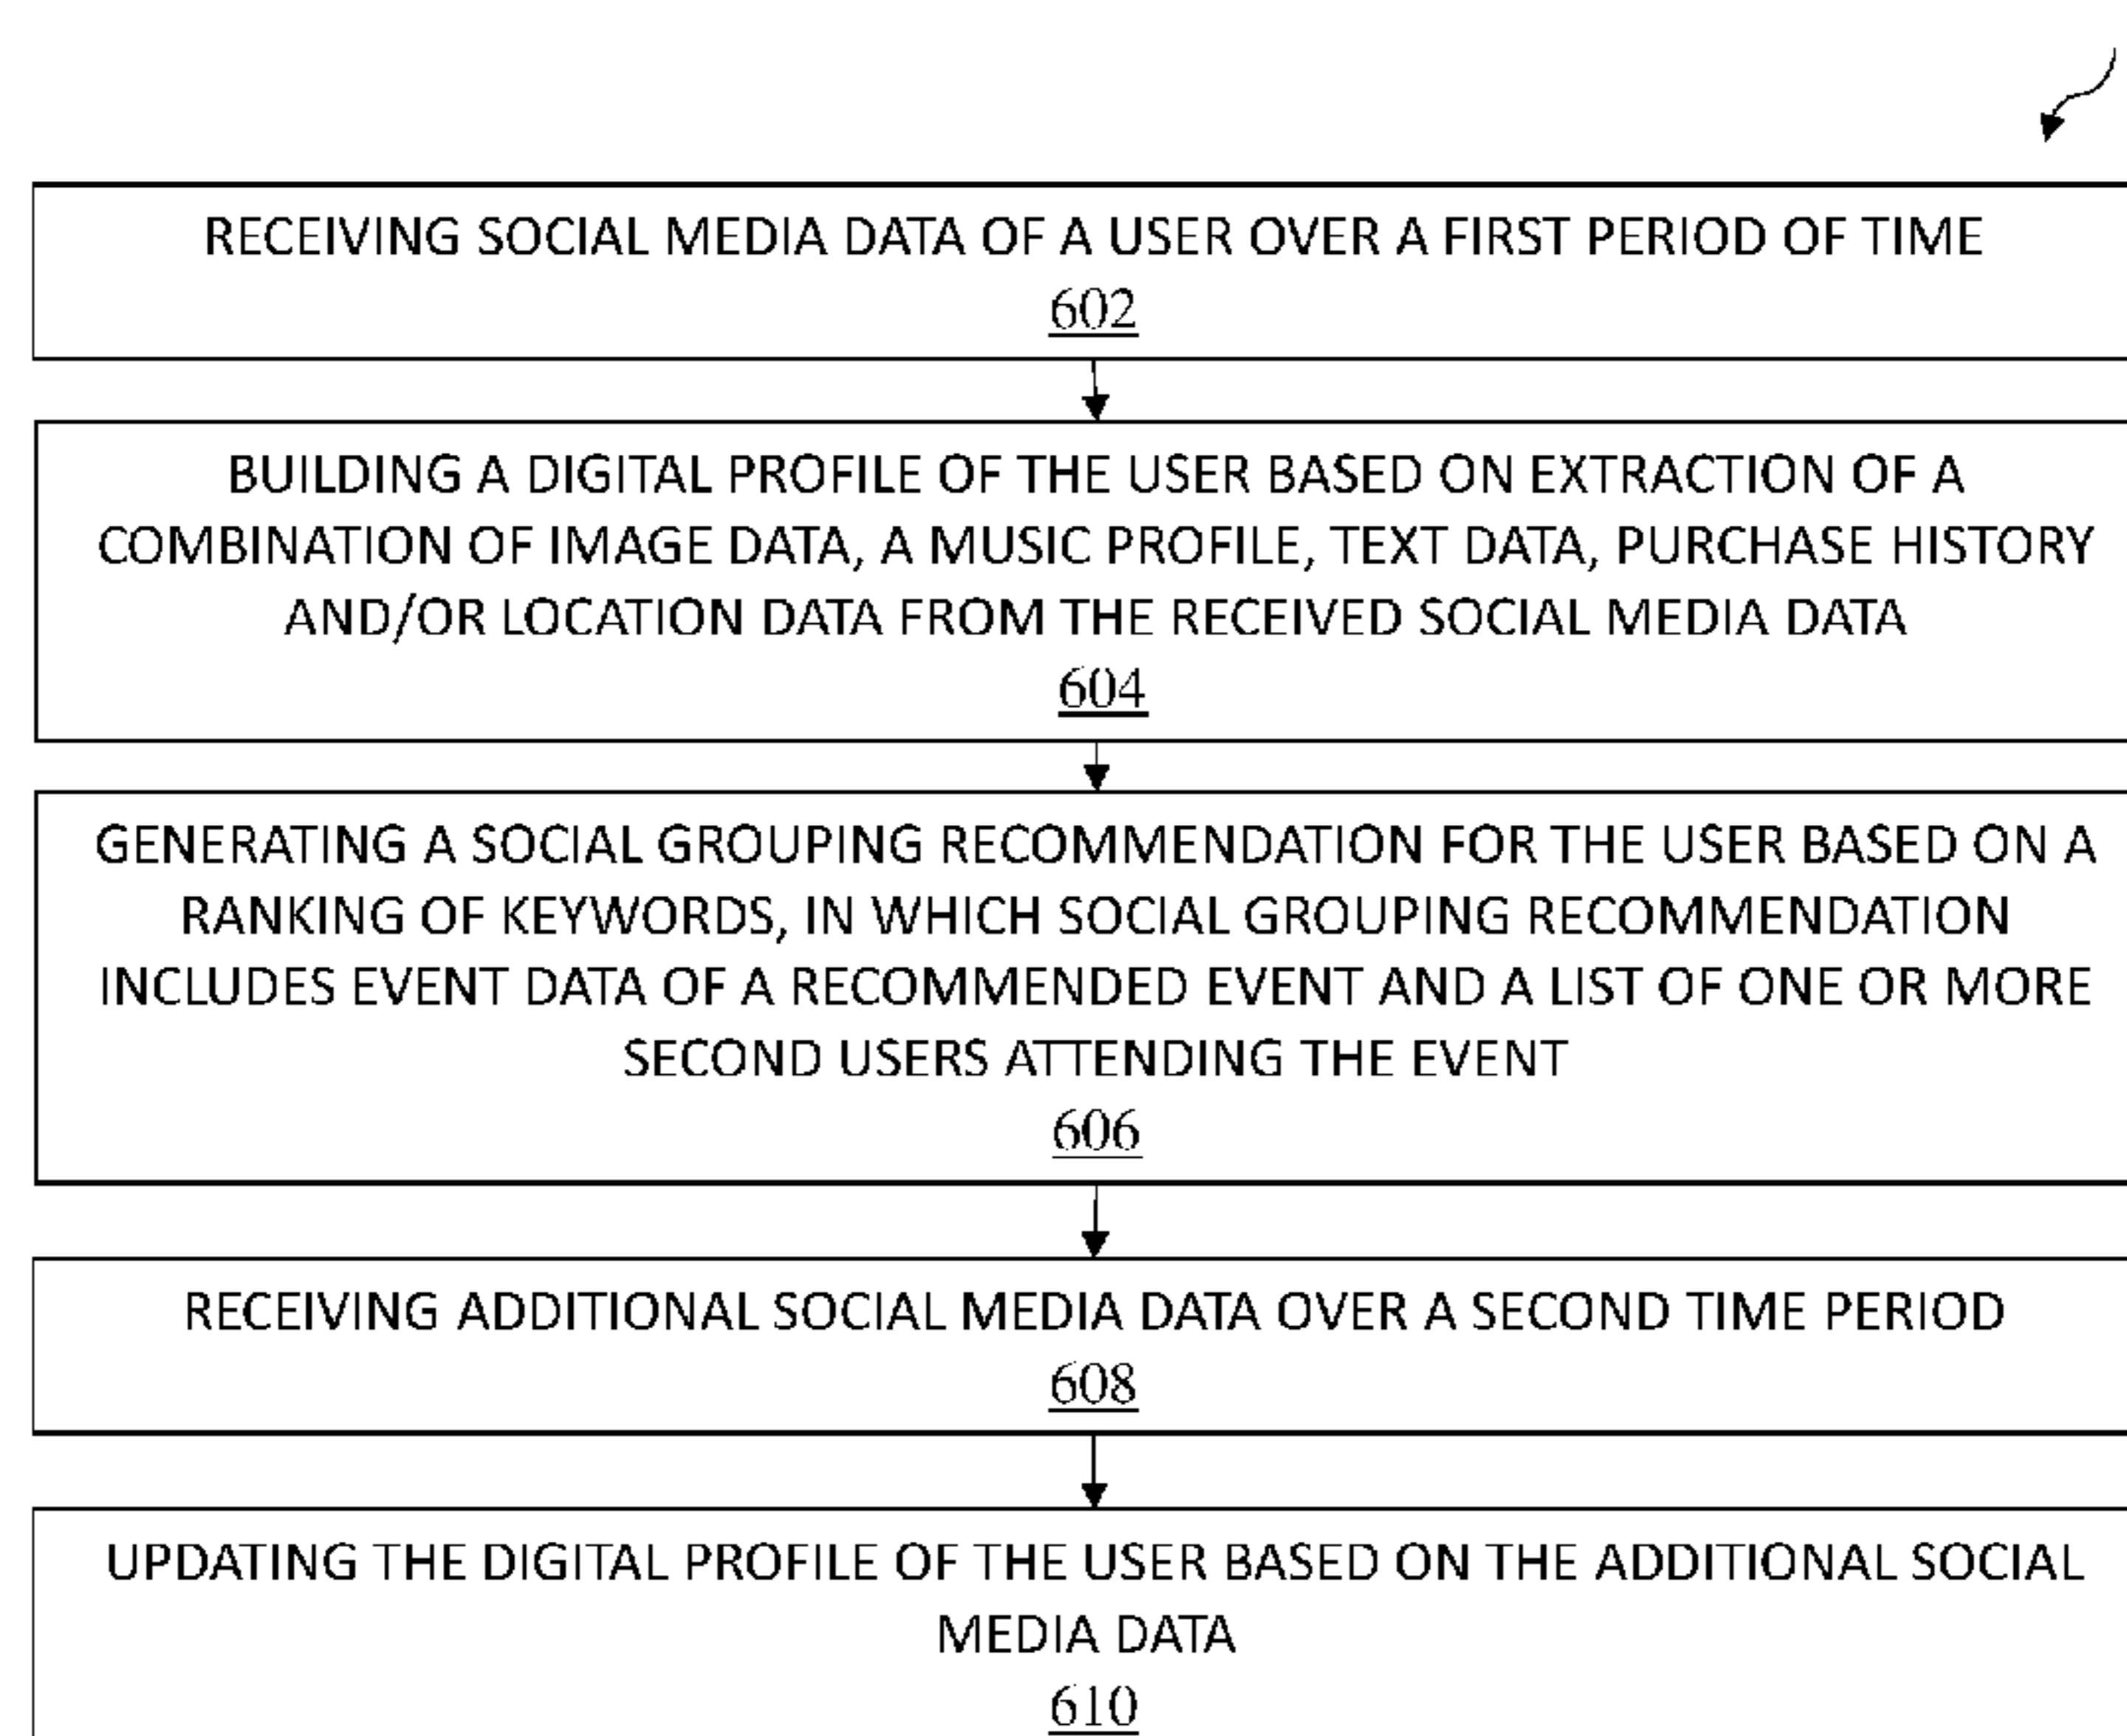 RECEIVING SOCIAL MEDIA DATA OF A USER OVER A FIRST PERIOD OF TIME
602
BUILDING A DIGITAL PROFILE OF THE USER BASED ON EXTRACTION OF A
COMBINATION OF IMAGE DATA, A MUSIC PROFILE, TEXT DATA, PURCHASE HISTORY
AND/OR LOCATION DATA FROM THE RECEIVED SOCIAL MEDIA DATA
604
GENERATING A SOCIAL GROUPING RECOMMENDATION FOR THE USER BASED ON A
RANKING OF KEYWORDS, IN WHICH SOCIAL GROUPING RECOMMENDATION
INCLUDES EVENT DATA OF A RECOMMENDED EVENT AND A LIST OF ONE OR MORE
SECOND USERS ATTENDING THE EVENT
606
RECEIVING ADDITIONAL SOCIAL MEDIA DATA OVER A SECOND TIME PERIOD
608
UPDATING THE DIGITAL PROFILE OF THE USER BASED ON THE ADDITIONAL SOCIAL
MEDIA DATA
610